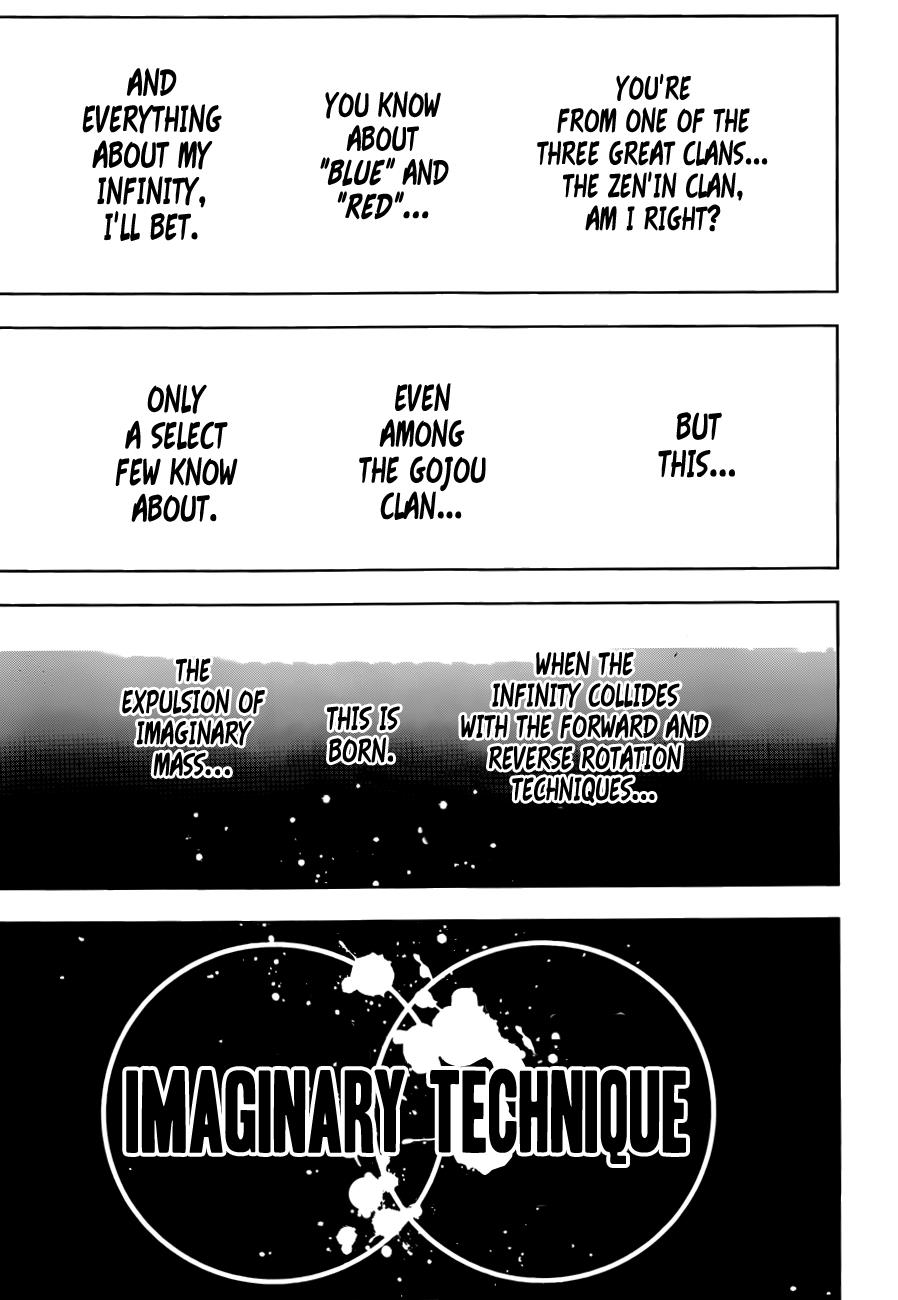 YOU'RE
FROM ONE OF THE
THREE GREAT CLANS...
THE ZEN'IN CLAN,
AM I RIGHT?
YOU KNOW
ABOUT
"BLUE" AND
"RED"...
AND
EVERYTHING
ABOUT MY
INFINITY,
I'LL BET.
BUT
THIS...
EVEN
AMONG
THE GOJOU
CLAN...
ONLY
A SELECT
FEW KNOW
ABOUT.
WHEN THE
INFINITY COLLIDES
WITH THE FORWARD AND
REVERSE ROTATION
TECHNIQUES...
THIS IS
BORN.
THE
EXPULSION OF
IMAGINARY
MASS...
IMAGINARY TECHNIQUE